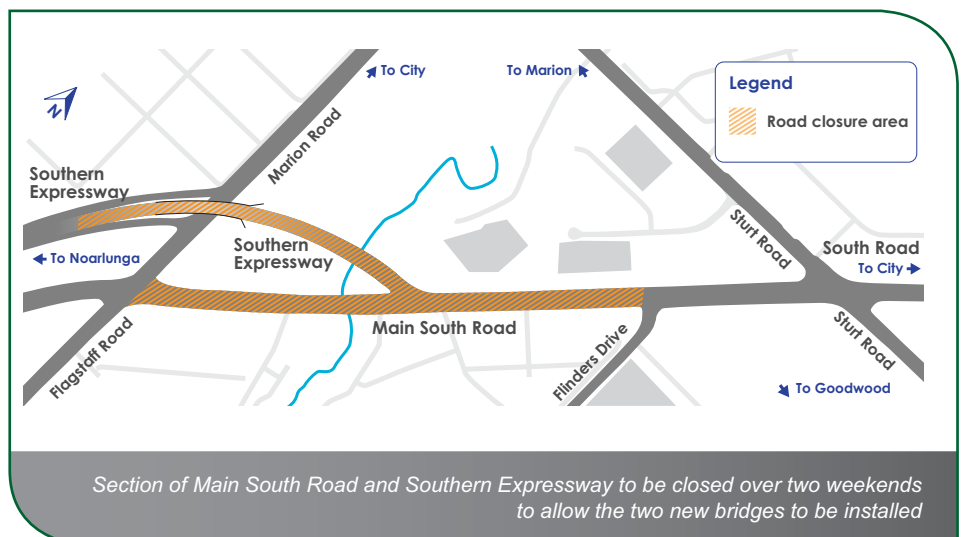 To City
To Marion
Legend
Road closure area
N
Marion Road
Southern
Expressway
Southern
Expressway
To Noarlunga
Sturt Road
South Road
To City
Main South Road
Flagstaff Road
Flinders Drive
Sturt Road
To Goodwood
Section of Main South Road and Southern Expressway to be closed over two weekends
to allow the two new bridges to be installed